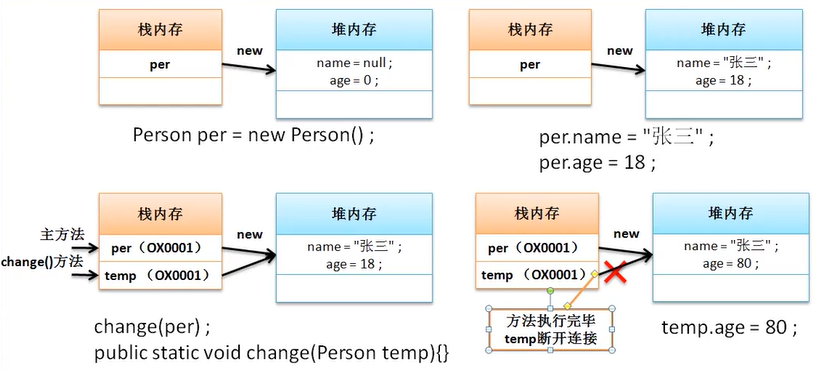 栈内存
堆内存
per
new
name = null ;
age = 0 ;
Person per = new Person() ;
栈内存
堆内存
per
new
name = "张三" ;
age = 18 ;
per.name = "张三" ;
per.age = 18 ;
栈内存
堆内存
主方法
per（OX0001）
new
change()方法
temp （OX0001）
name = "张三" ;
age = 18 ;
change(per) ;
public static void change(Person temp){}
栈内存
堆内存
per（OX0001）
new
temp （OX0001）
name = "张三" ;
age = 80 ;
方法执行完毕
temp断开连接
temp.age = 80 ;